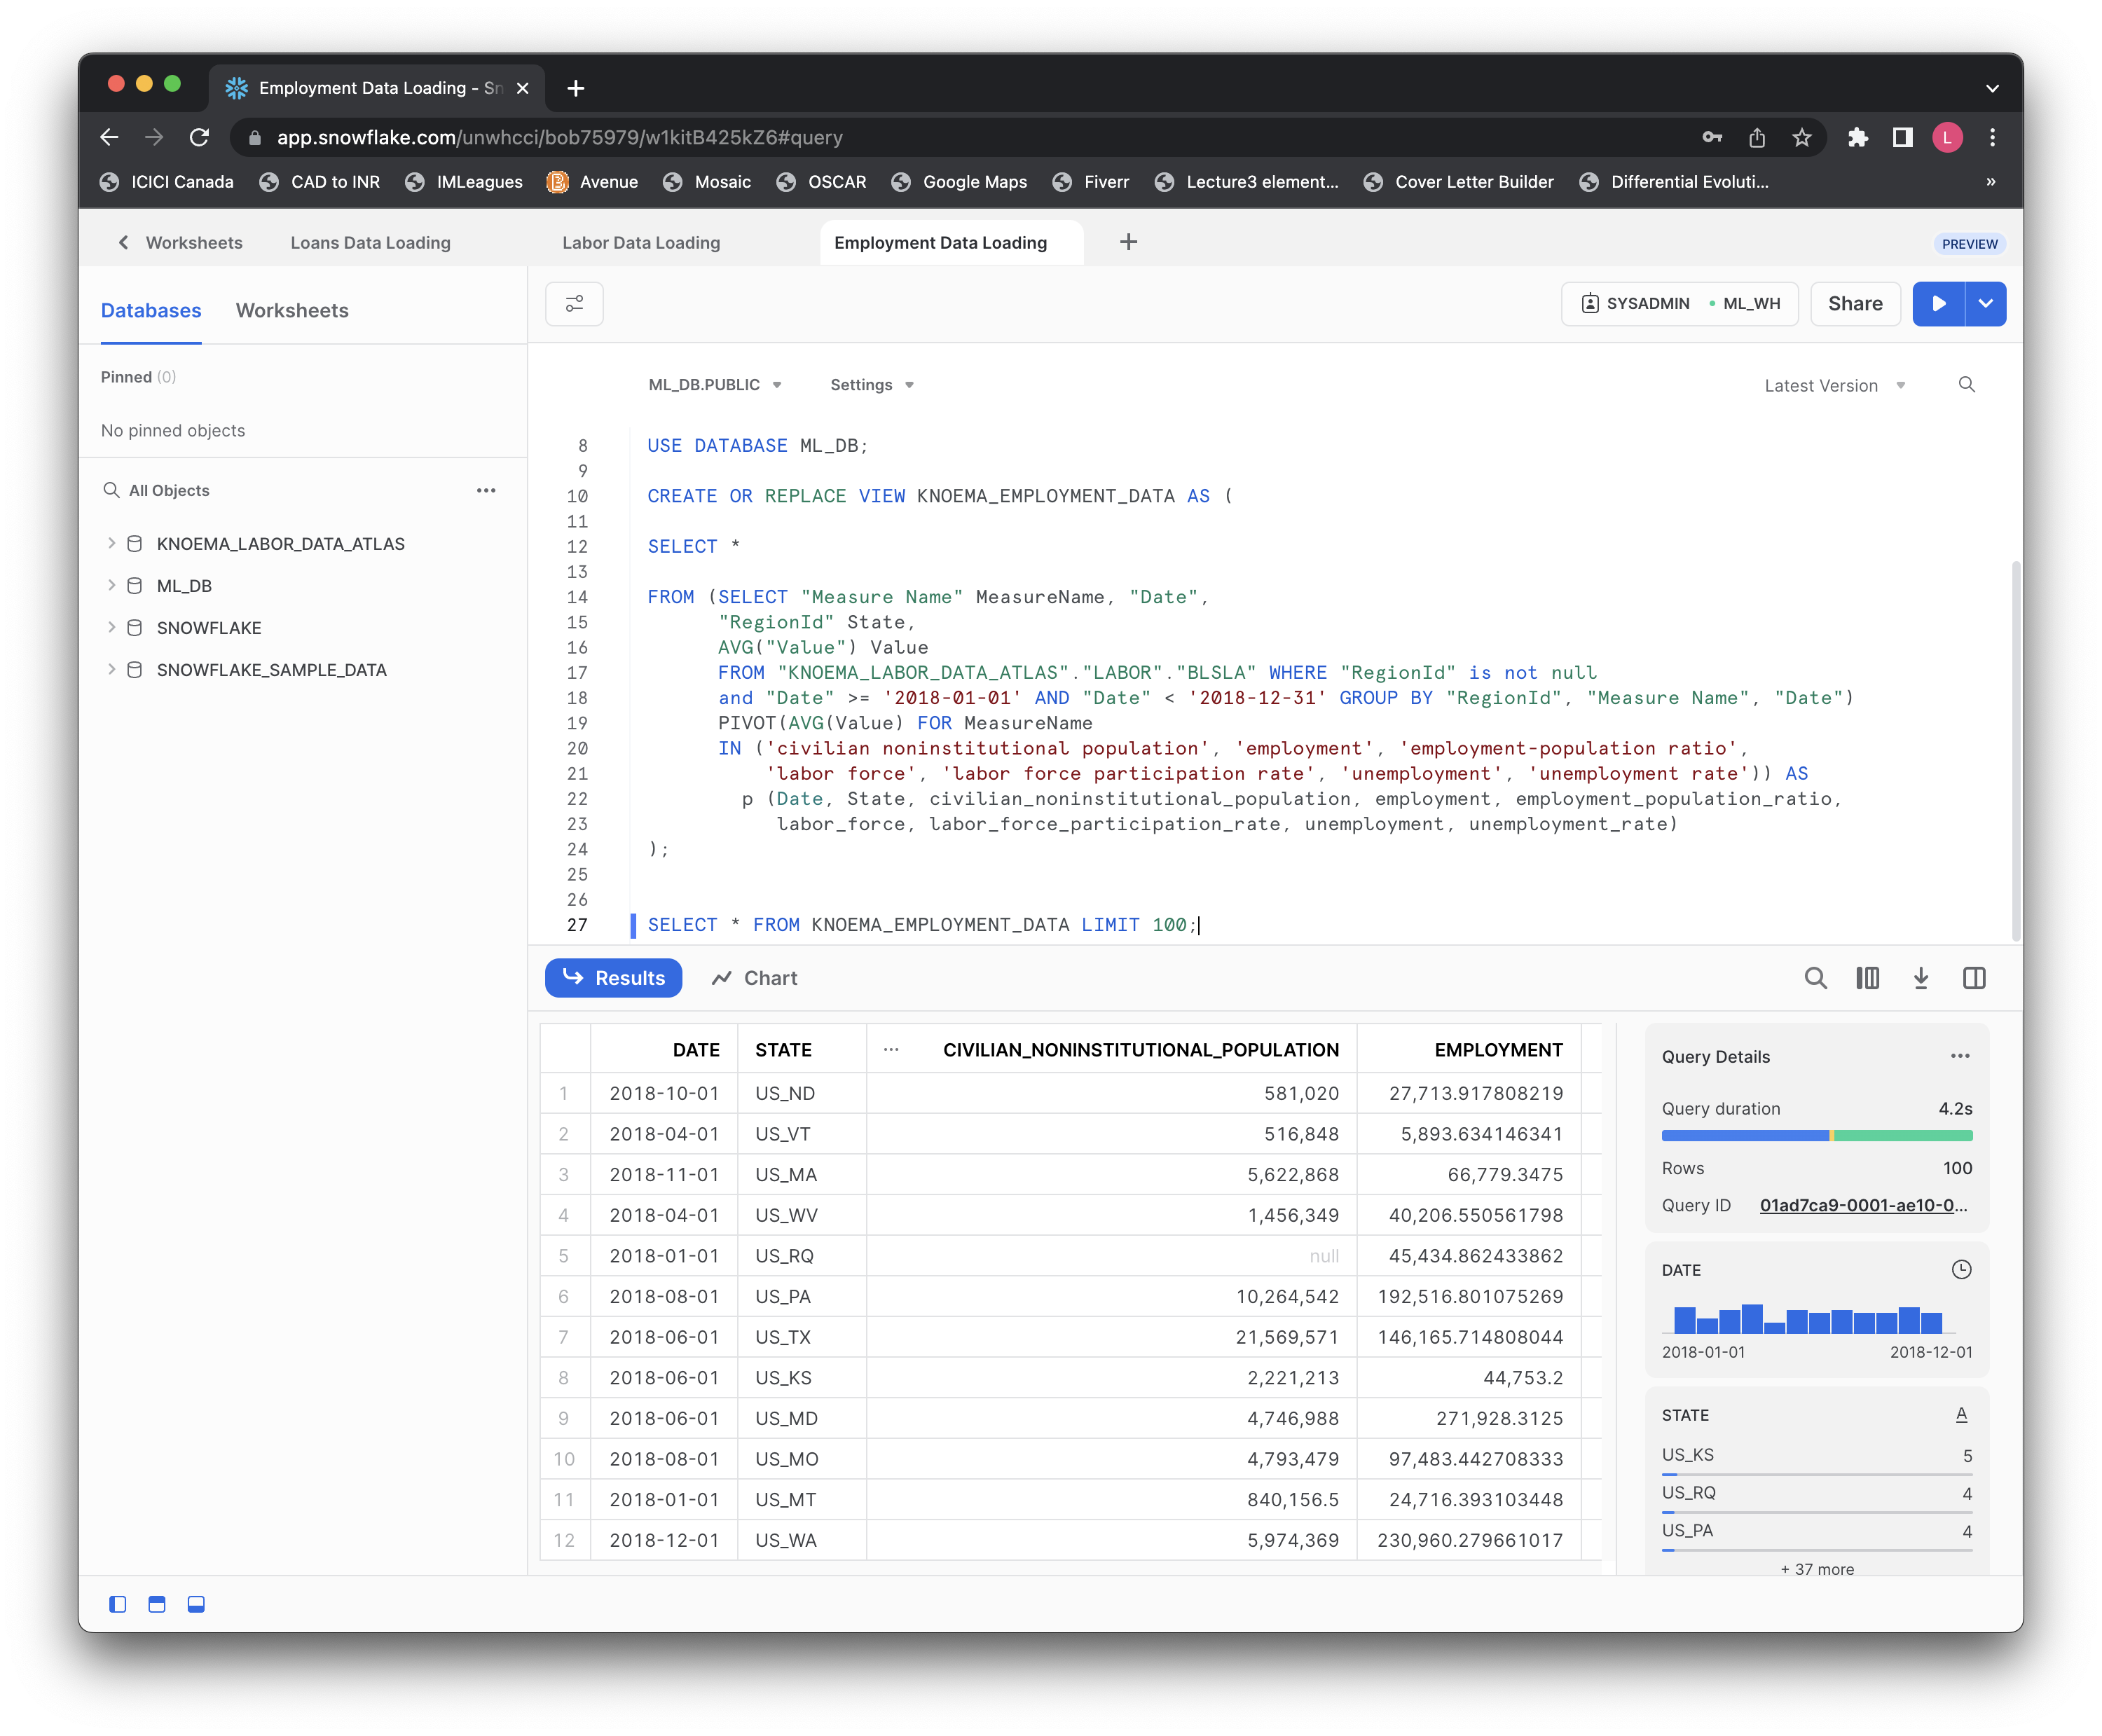 Employment Data Loading - Sn
app.snowflake.com/unwhcci/bob75979/w1kitB425kZ6#query
L
ICICI Canada CAD to INR IMLeagues Avenue Mosaic OSCAR Google Maps Fiverr Lecture3 element... Cover Letter Builder Differential Evoluti... »
Worksheets Loans Data Loading Labor Data Loading Employment Data Loading + PREVIEW
Databases Worksheets
SYSADMIN • ML_WH Share
Pinned (0)
No pinned objects
All Objects ...
KNOEMA_LABOR_DATA_ATLAS
ML_DB
SNOWFLAKE
SNOWFLAKE_SAMPLE_DATA
ML_DB.PUBLIC Settings Latest Version
8 USE DATABASE ML_DB;
9
10 CREATE OR REPLACE VIEW KNOEMA_EMPLOYMENT_DATA AS (
11
12 SELECT *
13
14 FROM (SELECT "Measure Name" MeasureName, "Date",
15 "RegionId" State,
16 AVG("Value") Value
17 FROM "KNOEMA_LABOR_DATA_ATLAS"."LABOR"."BLSLA" WHERE "RegionId" is not null
18 and "Date" >= '2018-01-01' AND "Date" < '2018-12-31' GROUP BY "RegionId", "Measure Name", "Date")
19 PIVOT(AVG(Value) FOR MeasureName
20 IN ('civilian noninstitutional population', 'employment', 'employment-population ratio',
21 'labor force', 'labor force participation rate', 'unemployment', 'unemployment rate')) AS
22 p (Date, State, civilian_noninstitutional_population, employment, employment_population_ratio,
23 labor_force, labor_force_participation_rate, unemployment, unemployment_rate)
24 );
25
26
27 SELECT * FROM KNOEMA_EMPLOYMENT_DATA LIMIT 100;
Results Chart
DATE STATE ... CIVILIAN_NONINSTITUTIONAL_POPULATION EMPLOYMENT
1 2018-10-01 US_ND 581,020 27,713.917808219
2 2018-04-01 US_VT 516,848 5,893.634146341
3 2018-11-01 US_MA 5,622,868 66,779.3475
4 2018-04-01 US_WV 1,456,349 40,206.550561798
5 2018-01-01 US_RQ null 45,434.862433862
6 2018-08-01 US_PA 10,264,542 192,516.801075269
7 2018-06-01 US_TX 21,569,571 146,165.714808044
8 2018-06-01 US_KS 2,221,213 44,753.2
9 2018-06-01 US_MD 4,746,988 271,928.3125
10 2018-08-01 US_MO 4,793,479 97,483.442708333
11 2018-01-01 US_MT 840,156.5 24,716.393103448
12 2018-12-01 US_WA 5,974,369 230,960.279661017
Query Details ...
Query duration 4.2s
Rows 100
Query ID 01ad7ca9-0001-ae10-0...
DATE
2018-01-01 2018-12-01
STATE A
US_KS 5
US_RQ 4
US_PA 4
+ 37 more